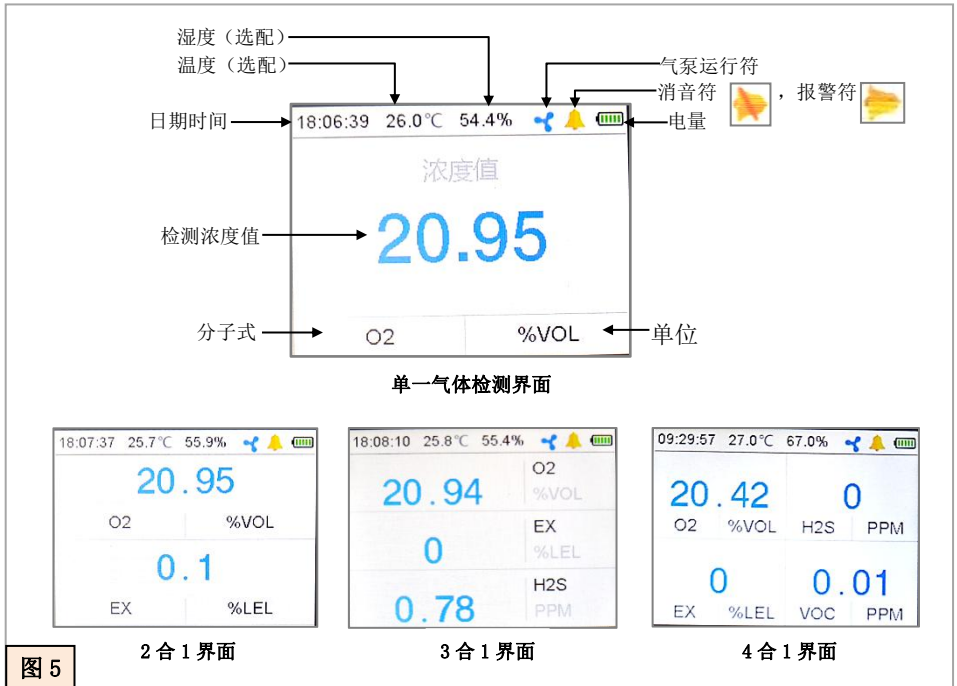 湿度（选配）
温度（选配）
气泵运行符
消音符 ，报警符
日期时间
18:06:39 26.0℃ 54.4%
电量
浓度值
检测浓度值
20.95
分子式
O2 %VOL
单位
单一气体检测界面
18:07:37 25.7℃ 55.9%
20.95
O2 %VOL
0.1
EX %LEL
2合1界面
18:08:10 25.8℃ 55.4%
20.94
O2
%VOL
0
EX
%LEL
0.78
H2S
PPM
3合1界面
09:29:57 27.0℃ 67.0%
20.42 0
O2 %VOL H2S PPM
0 0.01
EX %LEL VOC PPM
4合1界面
图5